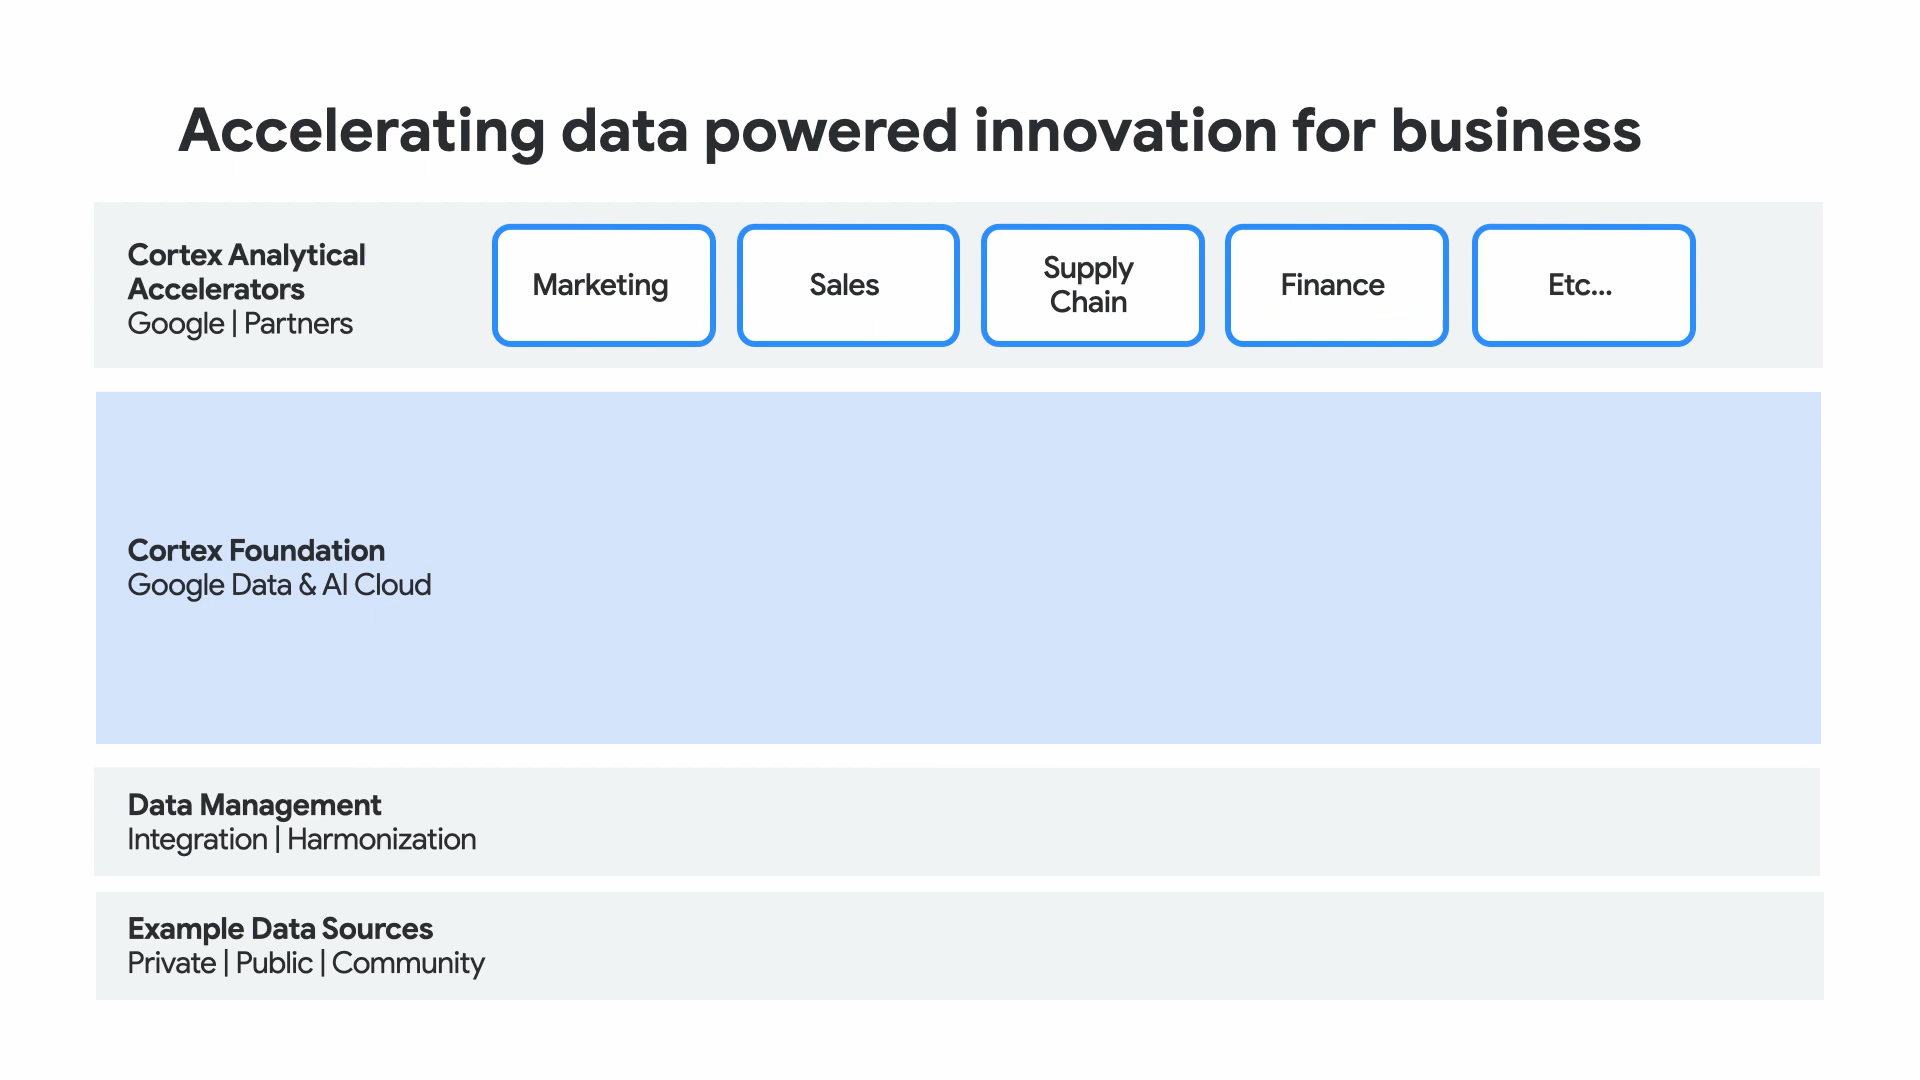 Accelerating data powered innovation for business
Cortex Analytical
Accelerators
Google | Partners
Marketing
Sales
Supply
Chain
Finance
Etc...
Cortex Foundation
Google Data & AI Cloud
Data Management
Integration | Harmonization
Example Data Sources
Private | Public | Community